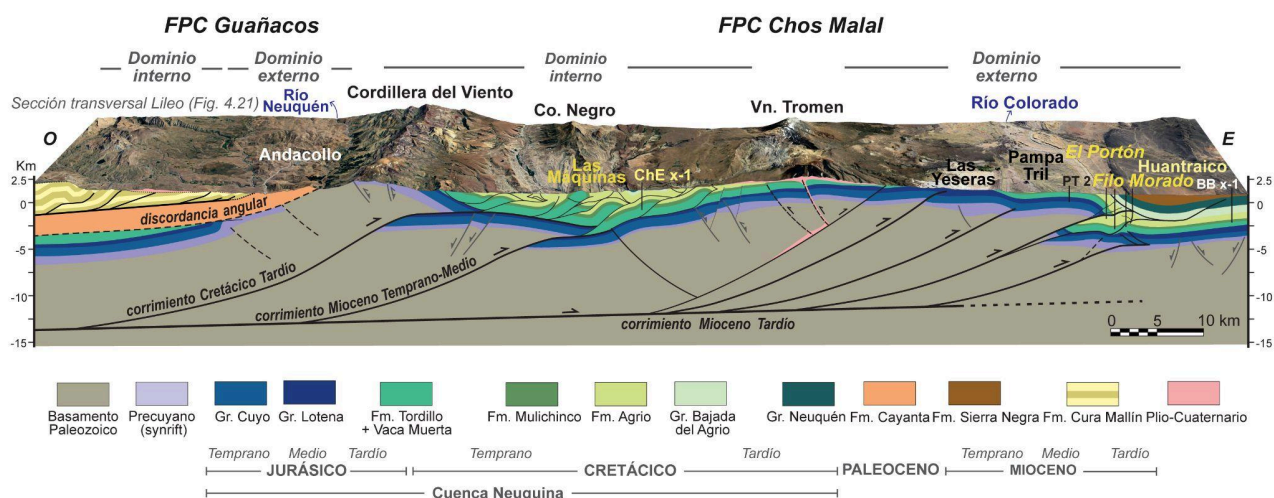 FPC Guañacos
FPC Chos Malal
Dominio interno
Dominio externo
Dominio interno
Dominio externo
Sección transversal Lileo (Fig. 4.21)
Río Neuquén
Cordillera del Viento
Co. Negro
Vn. Tromen
Río Colorado
O
E
Km
2.5
0
-5
-10
-15
Andacollo
Las Máquinas
ChE x-1
Las Yeseras
Pampa Tril
El Portón
PT 2
Filo Morado
Huantraico
BB x-1
2.5
0
-5
-10
-15
discordancia angular
corrimiento Cretácico Tardío
corrimiento Mioceno Temprano-Medio
corrimiento Mioceno Tardío
0 5 10 km
Basamento Paleozoico
Precuyano (synrift)
Gr. Cuyo
Gr. Lotena
Fm. Tordillo + Vaca Muerta
Fm. Mulichinco
Fm. Agrio
Gr. Bajada del Agrio
Gr. Neuquén
Fm. Cayanta
Fm. Sierra Negra
Fm. Cura Mallín
Plio-Cuaternario
Temprano Medio Tardío
Temprano Tardío
Temprano Medio Tardío
JURÁSICO
CRETÁCICO
PALEOCENO
MIOCENO
Cuenca Neuquina